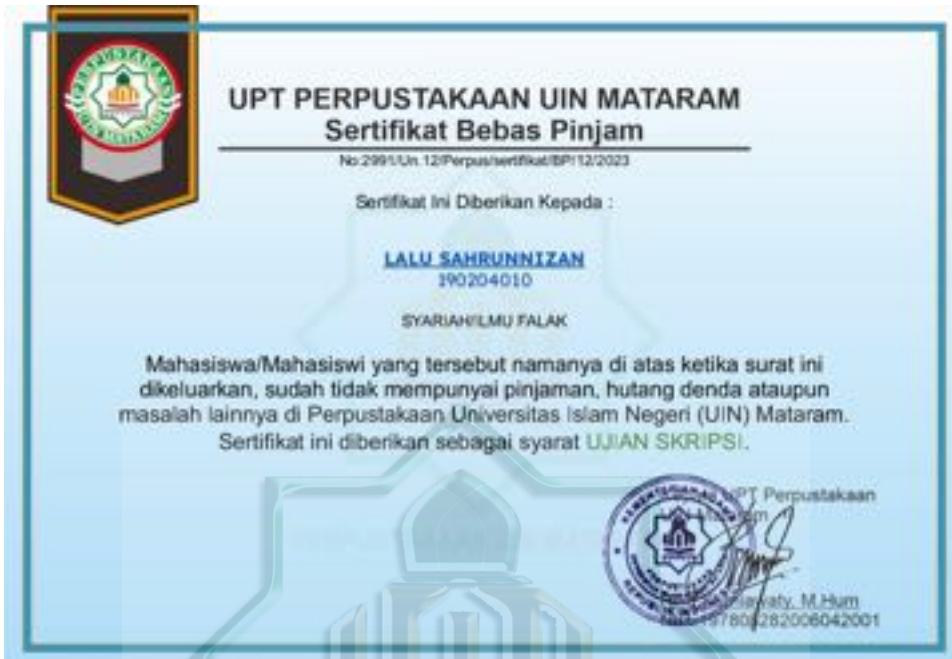 UPT PERPUSTAKAAN UIN MATARAM
Sertifikat Bebas Pinjam
No:2991/Un.12/Perpus/sertifikat/BP/12/2023
Sertifikat Ini Diberikan Kepada :
LALU SAHRUNNIZAN
190204010
SYARIAH/ILMU FALAK
Mahasiswa/Mahasiswi yang tersebut namanya di atas ketika surat ini
dikeluarkan, sudah tidak mempunyai pinjaman, hutang denda ataupun
masalah lainnya di Perpustakaan Universitas Islam Negeri (UIN) Mataram.
Sertifikat ini diberikan sebagai syarat UJIAN SKRIPSI.
UPT Perpustakaan
M.Hum